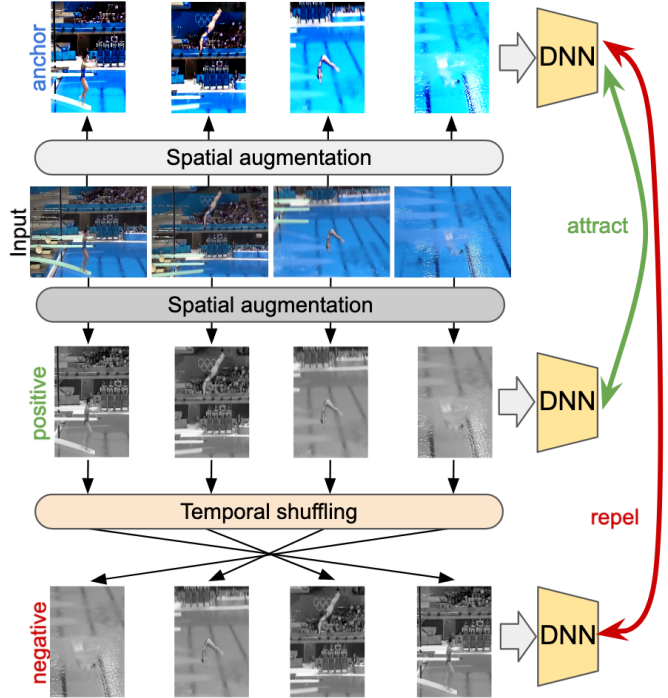 anchor
DNN
Spatial augmentation
Input
attract
Spatial augmentation
positive
DNN
Temporal shuffling
repel
negative
DNN